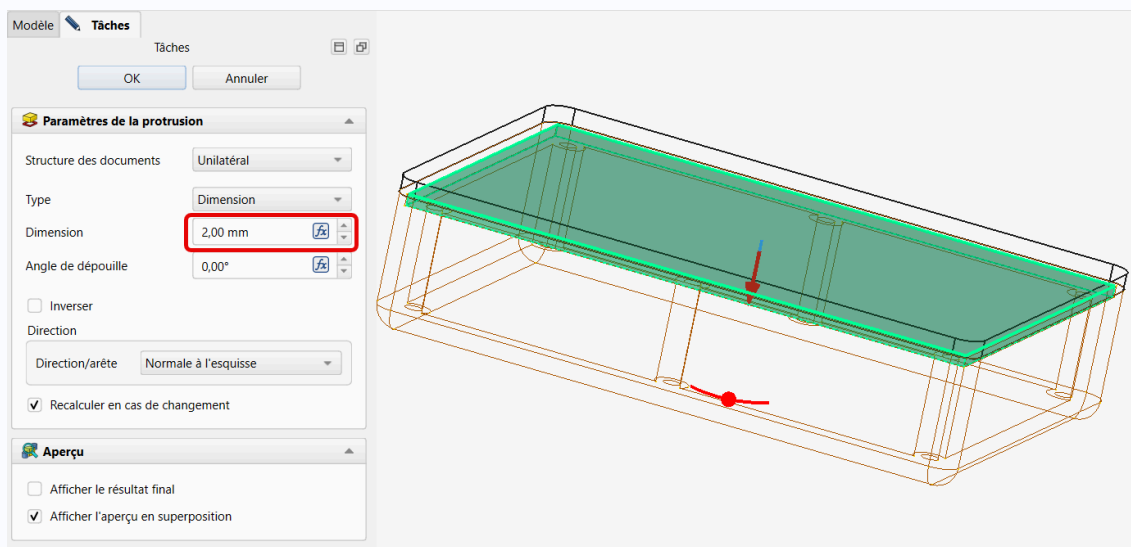 Modèle Tâches
Tâches
OK Annuler
Paramètres de la protrusion
Structure des documents Unilatéral
Type Dimension
Dimension 2,00 mm fx
Angle de dépouille 0,00° fx
Inverser
Direction
Direction/arête Normale à l'esquisse
Recalculer en cas de changement
Aperçu
Afficher le résultat final
Afficher l'aperçu en superposition